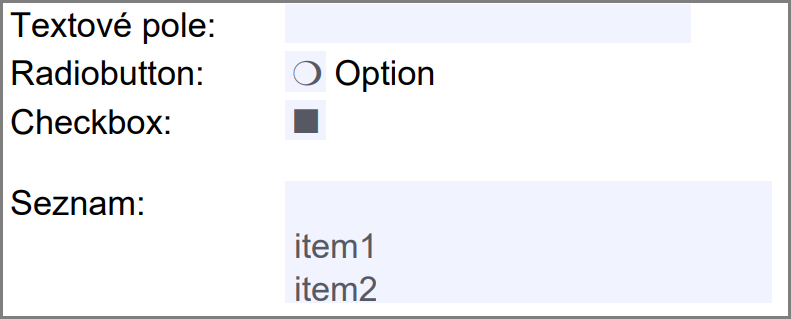 Textové pole:
Radiobutton: Option
Checkbox:
Seznam:
item1
item2